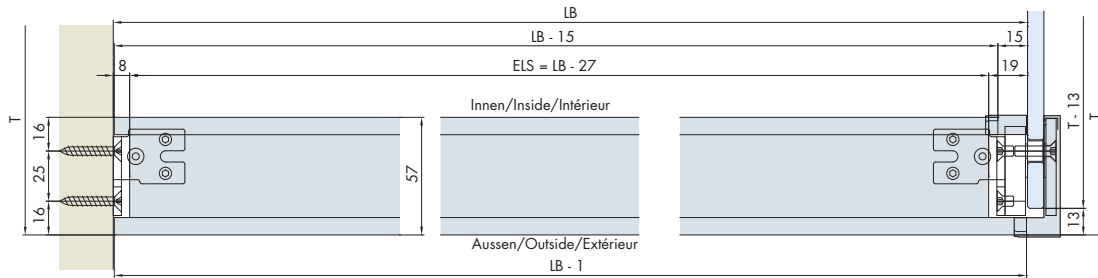 LB
LB - 15
15
8
ELS = LB - 27
19
Innen/Inside/Intérieur
T
16
25
16
57
T - 13
T
13
Aussen/Outside/Extérieur
LB - 1